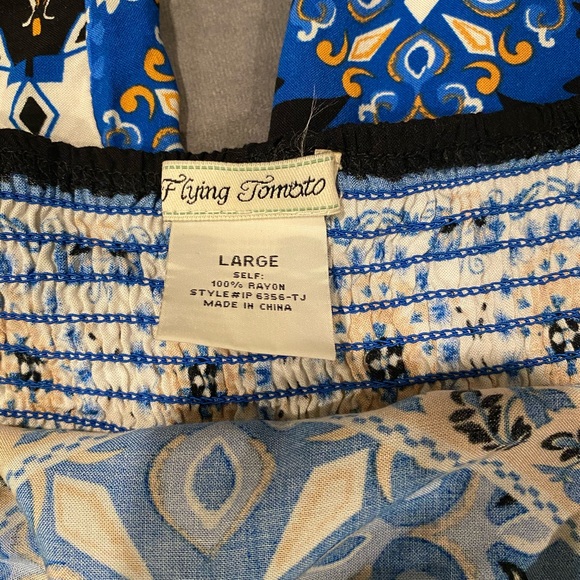 Flying Tomato
LARGE
SELF:
100% RAYON
STYLE#IP 6356-TJ
MADE IN CHINA